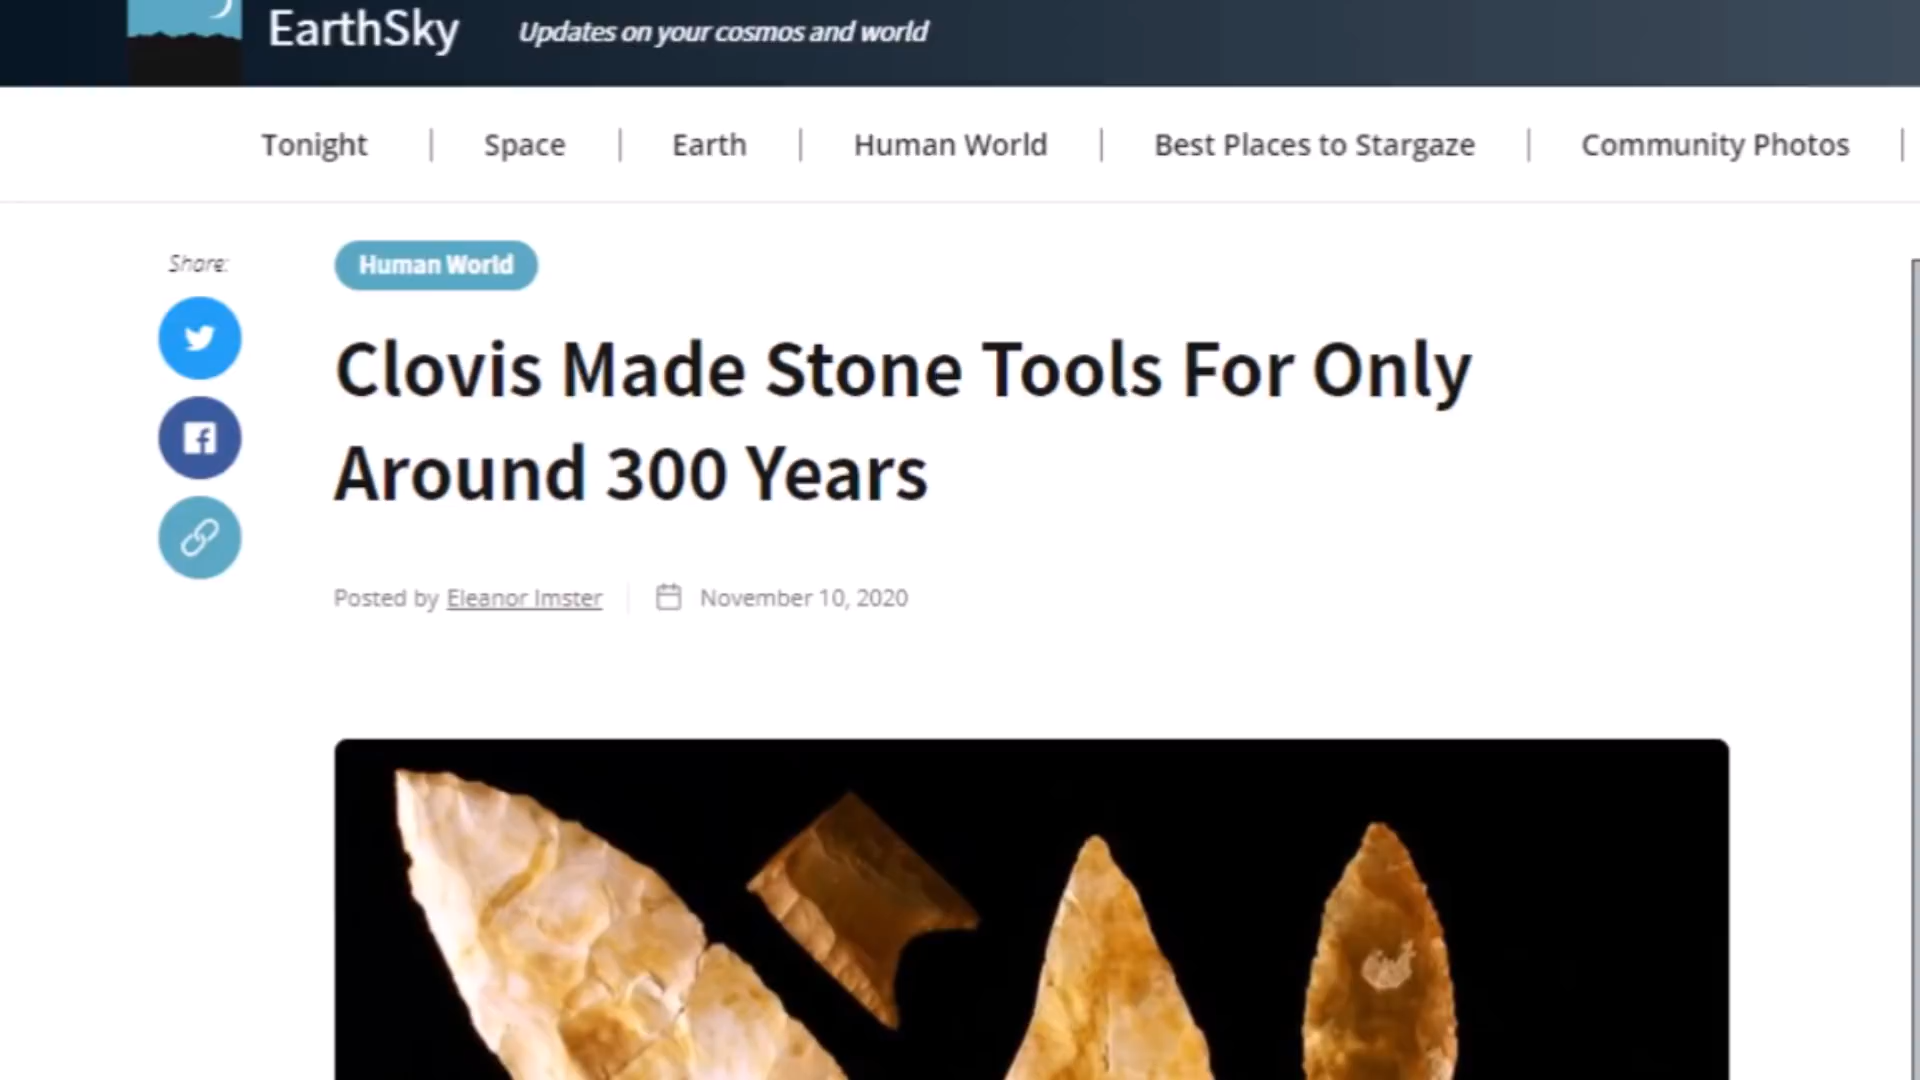 EarthSky
Updates on your cosmos and world
Tonight
Space
Earth
Human World
Best Places to Stargaze
Community Photos
Share:
Human World
Clovis Made Stone Tools For Only
Around 300 Years
Posted by Eleanor Imster
November 10, 2020